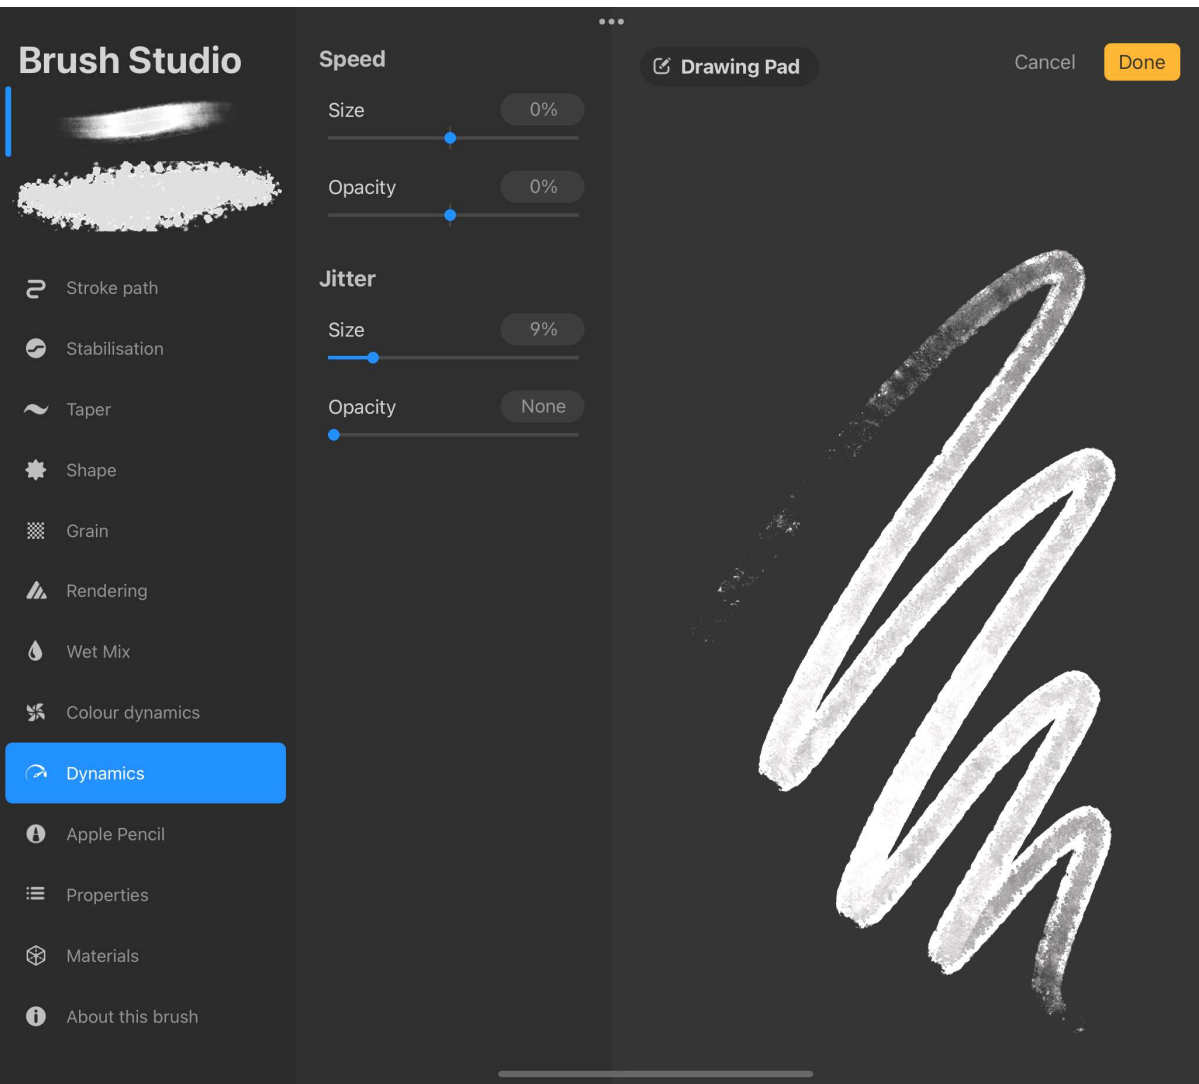 Brush Studio
Stroke path
Stabilisation
Taper
Shape
Grain
Rendering
Wet Mix
Colour dynamics
Dynamics
Apple Pencil
Properties
Materials
About this brush
Speed
Size 0%
Opacity 0%
Jitter
Size 9%
Opacity None
Drawing Pad
Cancel
Done